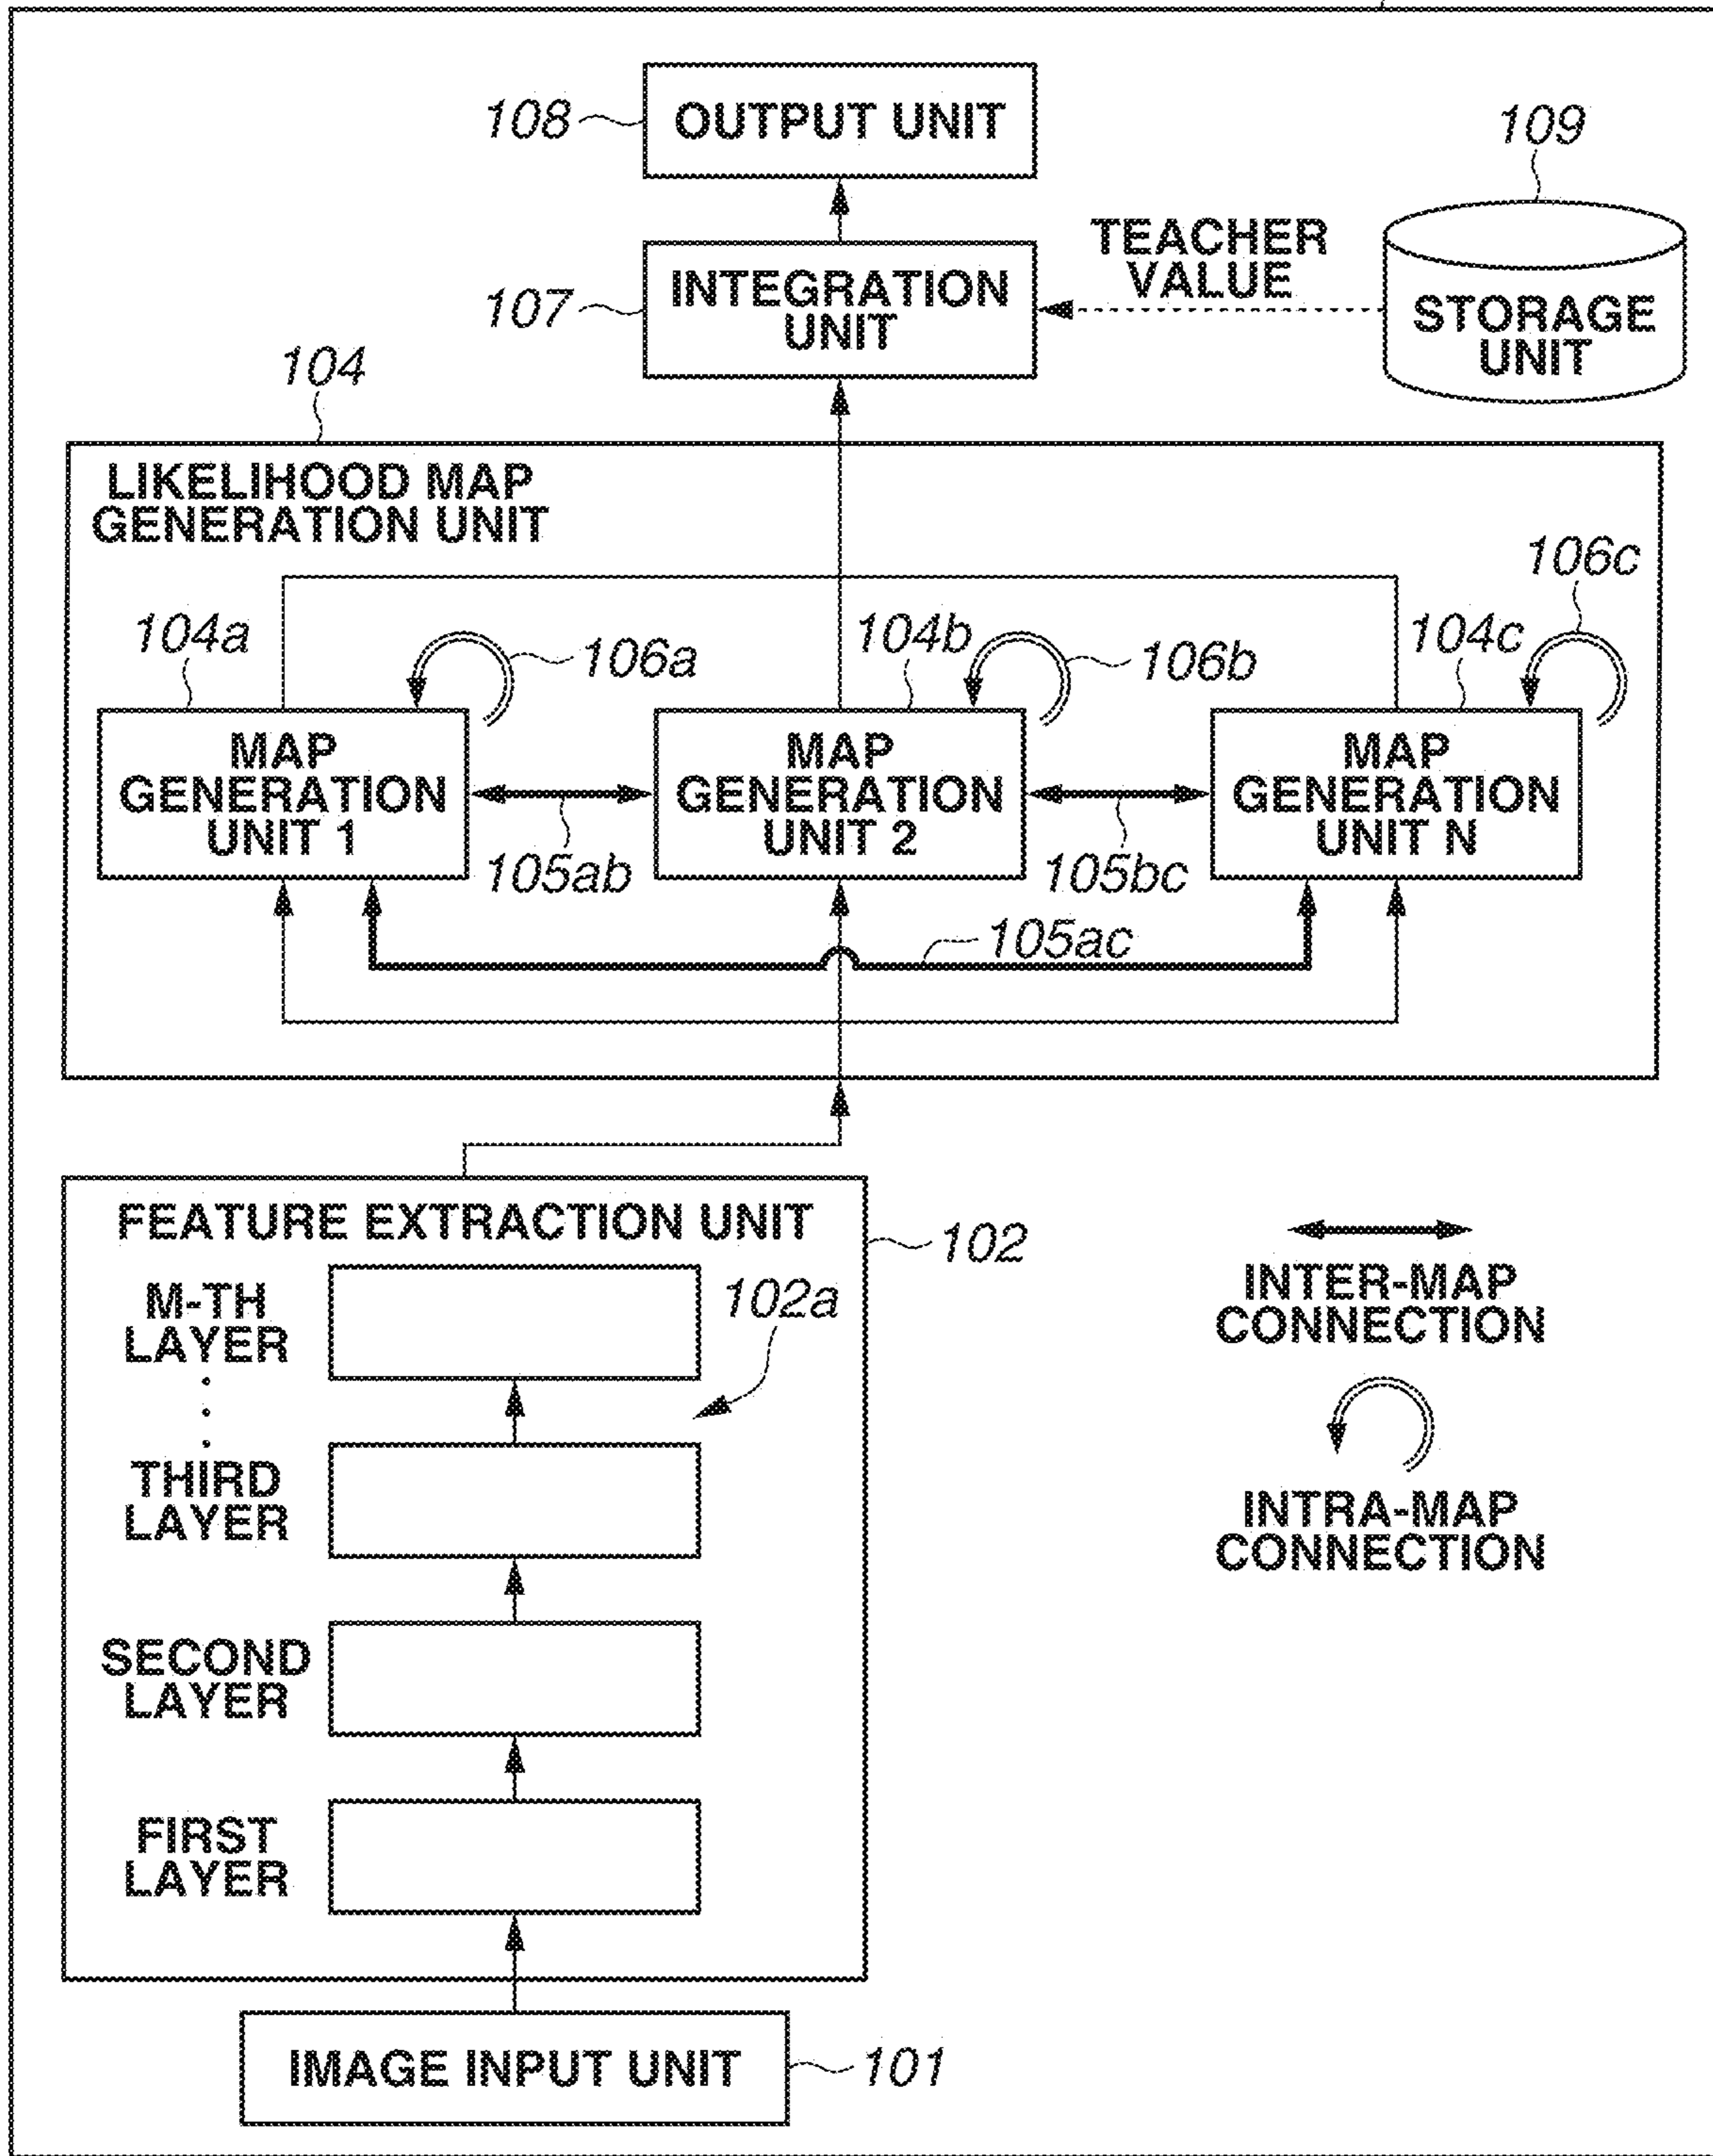 108
OUTPUT UNIT
109
TEACHER
VALUE
107
INTEGRATION
UNIT
STORAGE
UNIT
104
LIKELIHOOD MAP
GENERATION UNIT
106c
104a
106a
104b
106b
104c
MAP
GENERATION
UNIT 1
MAP
GENERATION
UNIT 2
MAP
GENERATION
UNIT N
105ab
105bc
105ac
FEATURE EXTRACTION UNIT
102
M-TH
LAYER
102a
THIRD
LAYER
SECOND
LAYER
FIRST
LAYER
INTER-MAP
CONNECTION
INTRA-MAP
CONNECTION
IMAGE INPUT UNIT
101